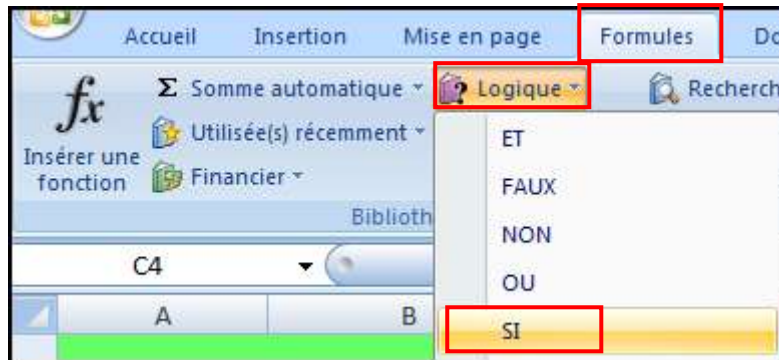 Accueil Insertion Mise en page Formules Do
fx Σ Somme automatique Logique Recherch
Utilisée(s) récemment ET
Insérer une
fonction Financier FAUX
Biblioth NON
C4 OU
A B SI